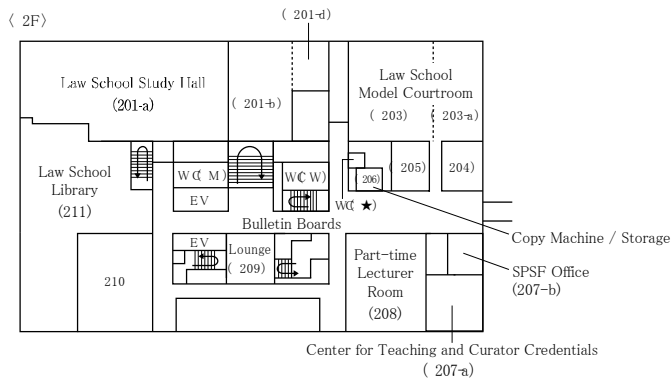 〈 2F〉
( 201-d)
Law School Study Hall
(201-a)
( 201-b)
Law School
Model Courtroom
( 203)
( 203-a)
Law School
Library
(211)
WC( M)
WC( W)
( 205)
204
( 206)
EV
WC( ★)
Bulletin Boards
Copy Machine / Storage
EV
Lounge
( 209)
Part-time
Lecturer
Room
(208)
SPSF Office
(207-b)
210
Center for Teaching and Curator Credentials
( 207-a)